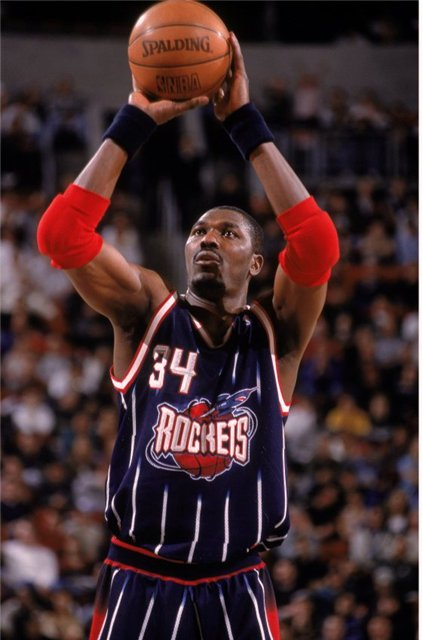 SPALDING
NBA
34
ROCKETS